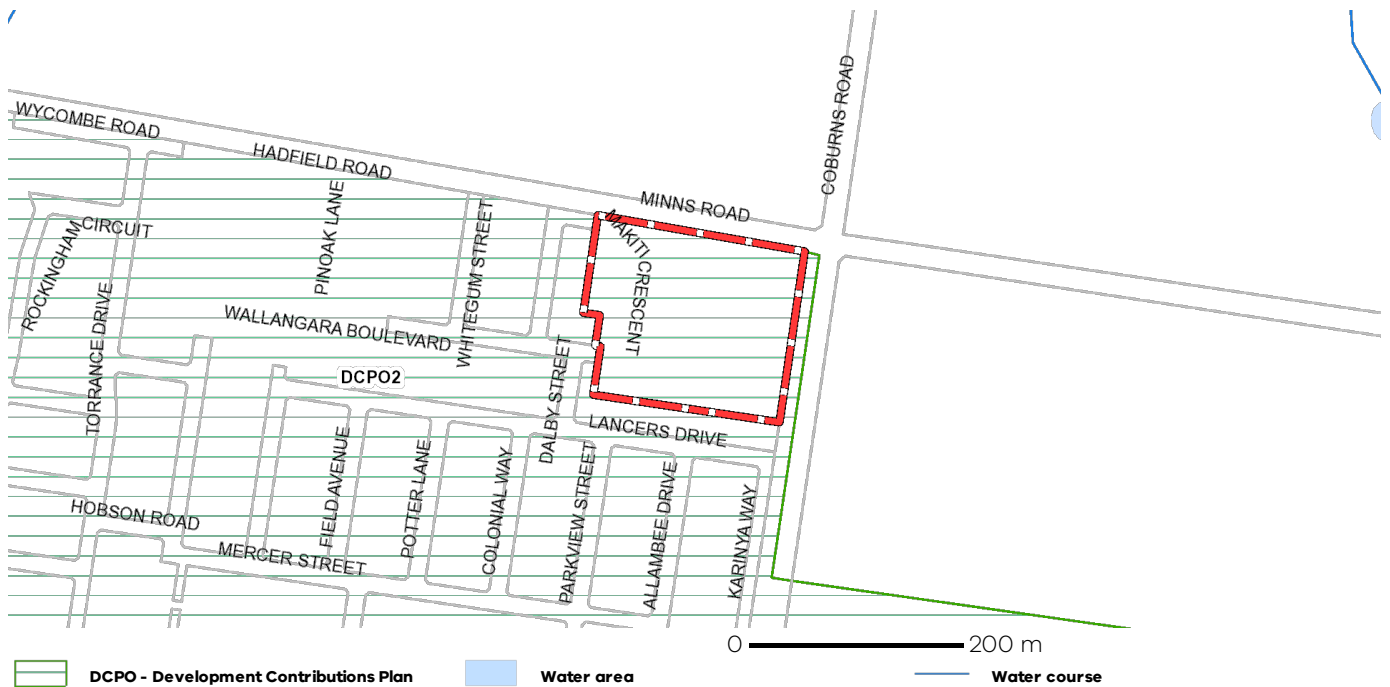 COBURNS ROAD
WYCOMBE ROAD
HADFIELD ROAD
MINNS ROAD
PINOAK LANE
WHITEGUM STREET
MAKITI CRESCENT
CIRCUIT
ROCKINGHAM
TORRANCE DRIVE
WALLANGARA BOULEVARD
DCPO2
DALBY STREET
LANCERS DRIVE
FIELD AVENUE
POTTER LANE
COLONIAL WAY
PARKVIEW STREET
ALLAMBEE DRIVE
KARINYA WAY
HOBSON ROAD
MERCER STREET
0 200 m
DCPO - Development Contributions Plan
Water area
Water course